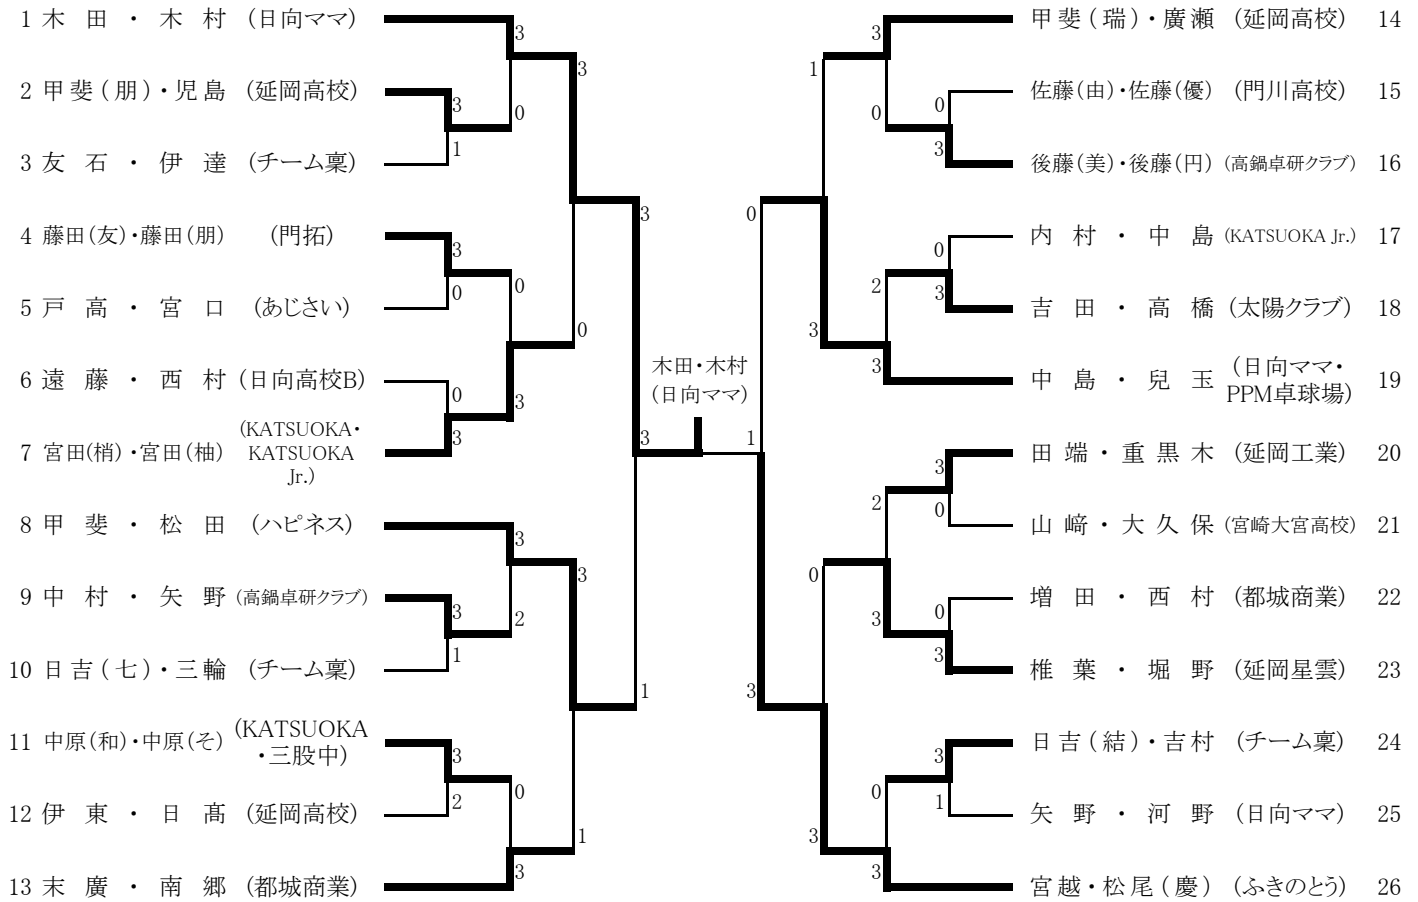 1 木田・木村 (日向ママ)
3
3
2 甲斐(朋)・児島 (延岡高校)
3
0
1
3 友石・伊達 (チーム稟)
3
4 藤田(友)・藤田(朋) (門拓)
3
0
0
5 戸高・宮口 (あじさい)
0
6 遠藤・西村 (日向高校B)
0
3
3
7 宮田(梢)・宮田(柚) (KATSUOKA・
KATSUOKA
Jr.)
3
8 甲斐・松田 (ハピネス)
3
3
9 中村・矢野 (高鍋卓研クラブ)
3
2
1
10 日吉(七)・三輪 (チーム稟)
1
11 中原(和)・中原(そ) (KATSUOKA
・三股中)
3
0
2
12 伊東・日髙 (延岡高校)
1
3
13 末廣・南郷 (都城商業)
木田・木村
(日向ママ)
1
甲斐(瑞)・廣瀬 (延岡高校) 14
3
1
佐藤(由)・佐藤(優) (門川高校) 15
0
0
3
後藤(美)・後藤(円) (高鍋卓研クラブ) 16
0
内村・中島 (KATSUOKA Jr.) 17
0
2
3
吉田・高橋 (太陽クラブ) 18
3
3
中島・兒玉 (日向ママ・
PPM卓球場) 19
田端・重黒木 (延岡工業) 20
3
2
0
山﨑・大久保 (宮崎大宮高校) 21
0
増田・西村 (都城商業) 22
0
3
3
椎葉・堀野 (延岡星雲) 23
3
日吉(結)・吉村 (チーム稟) 24
3
0
1
矢野・河野 (日向ママ) 25
3
3
宮越・松尾(慶) (ふきのとう) 26